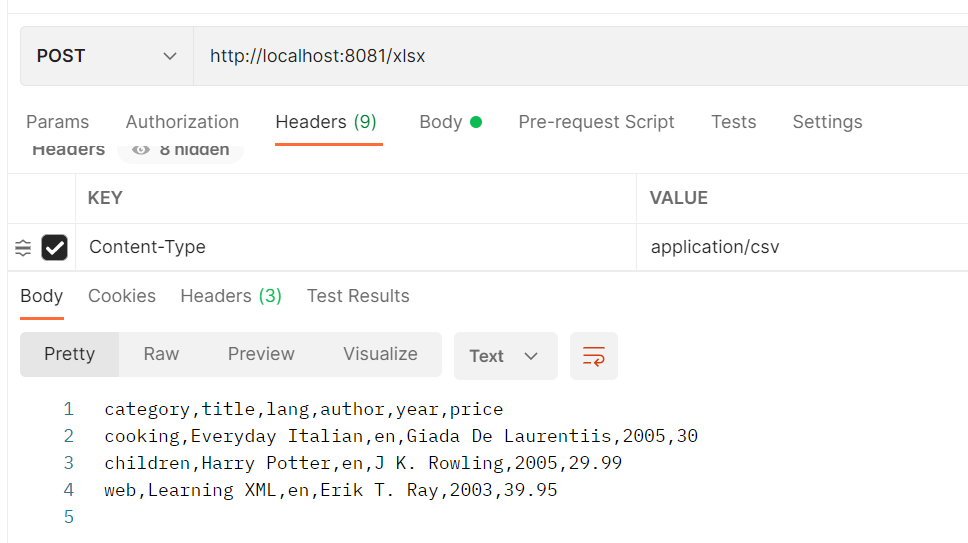 POST http://localhost:8081/xlsx
Params Authorization Headers (9) Body Pre-request Script Tests Settings
Headers 8 hidden
KEY VALUE
Content-Type application/csv
Body Cookies Headers (3) Test Results
Pretty Raw Preview Visualize Text
1 category,title,lang,author,year,price
2 cooking,Everyday Italian,en,Giada De Laurentiis,2005,30
3 children,Harry Potter,en,J K. Rowling,2005,29.99
4 web,Learning XML,en,Erik T. Ray,2003,39.95
5